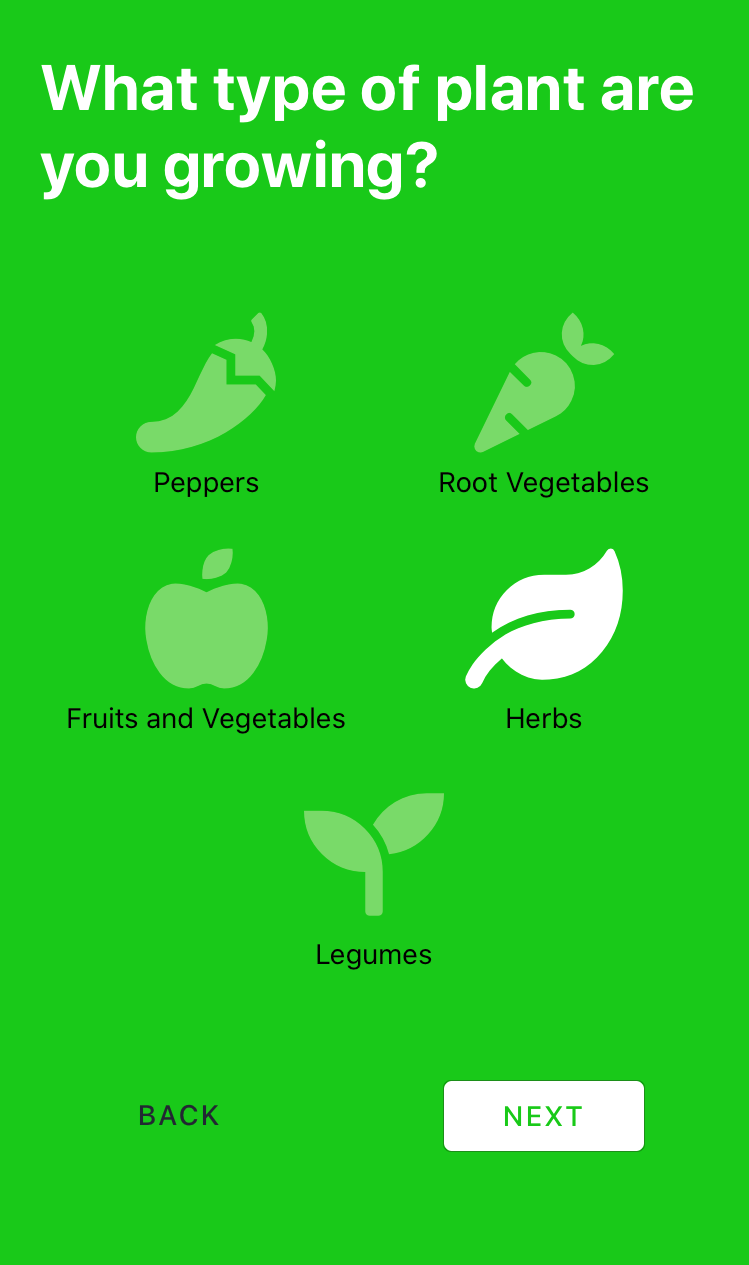 What type of plant are
you growing?
Peppers
Root Vegetables
Fruits and Vegetables
Herbs
Legumes
BACK
NEXT